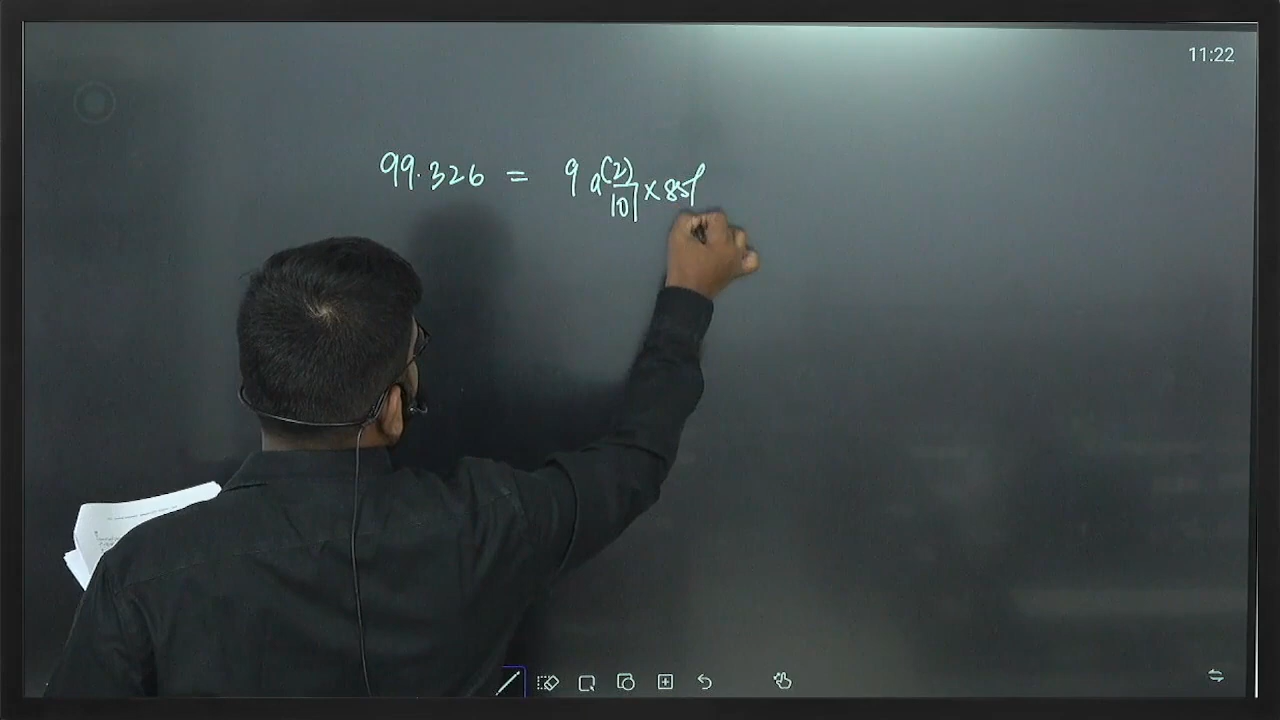 11:22
99.326 = 9 a(2)/10| × 85%